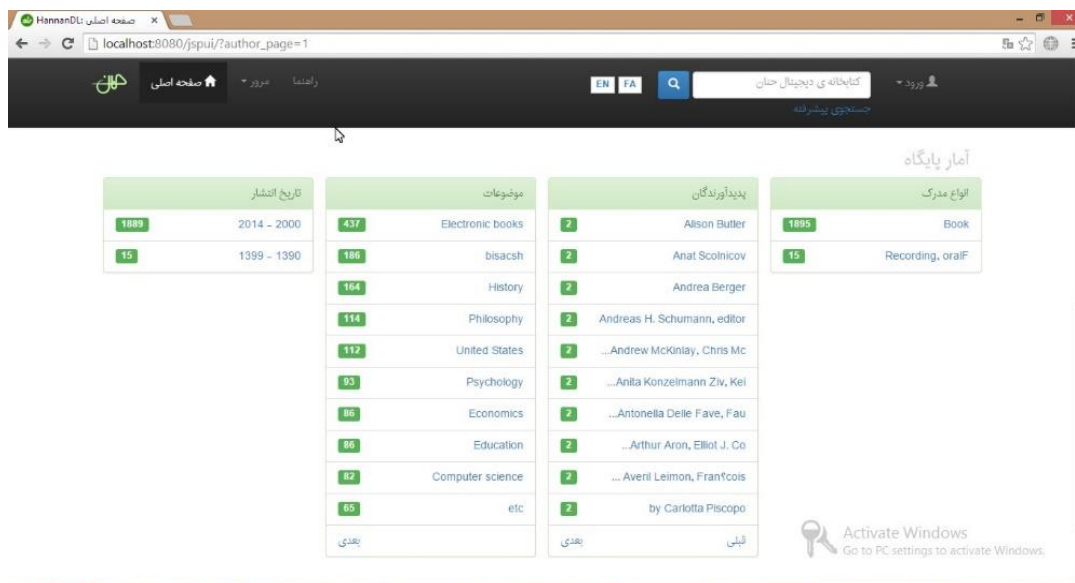 HannanDL: صفحه اصلی
localhost:8080/jspui/?author_page=1
حنان
صفحه اصلی
مرور
راهنما
EN FA
کتابخانه ی دیجیتال حنان
ورود
جستجوی پیشرفته
آمار پایگاه
انواع مدرک
Book 1895
Recording, oralF 15
پدیدآورندگان
Alison Butler 2
Anat Scolnicov 2
Andrea Berger 2
Andreas H. Schumann, editor 2
...Andrew McKinlay, Chris Mc 2
...Anita Konzelmann Ziv, Kei 2
...Antonella Delle Fave, Fau 2
...Arthur Aron, Elliot J. Co 2
... Averil Leimon, Fran؟cois 2
by Carlotta Piscopo 2
قبلی بعدی
موضوعات
Electronic books 437
bisacsh 186
History 164
Philosophy 114
United States 112
Psychology 93
Economics 86
Education 86
Computer science 82
etc 65
بعدی
تاریخ انتشار
2014 - 2000 1889
1399 - 1390 15
Activate Windows
Go to PC settings to activate Windows.